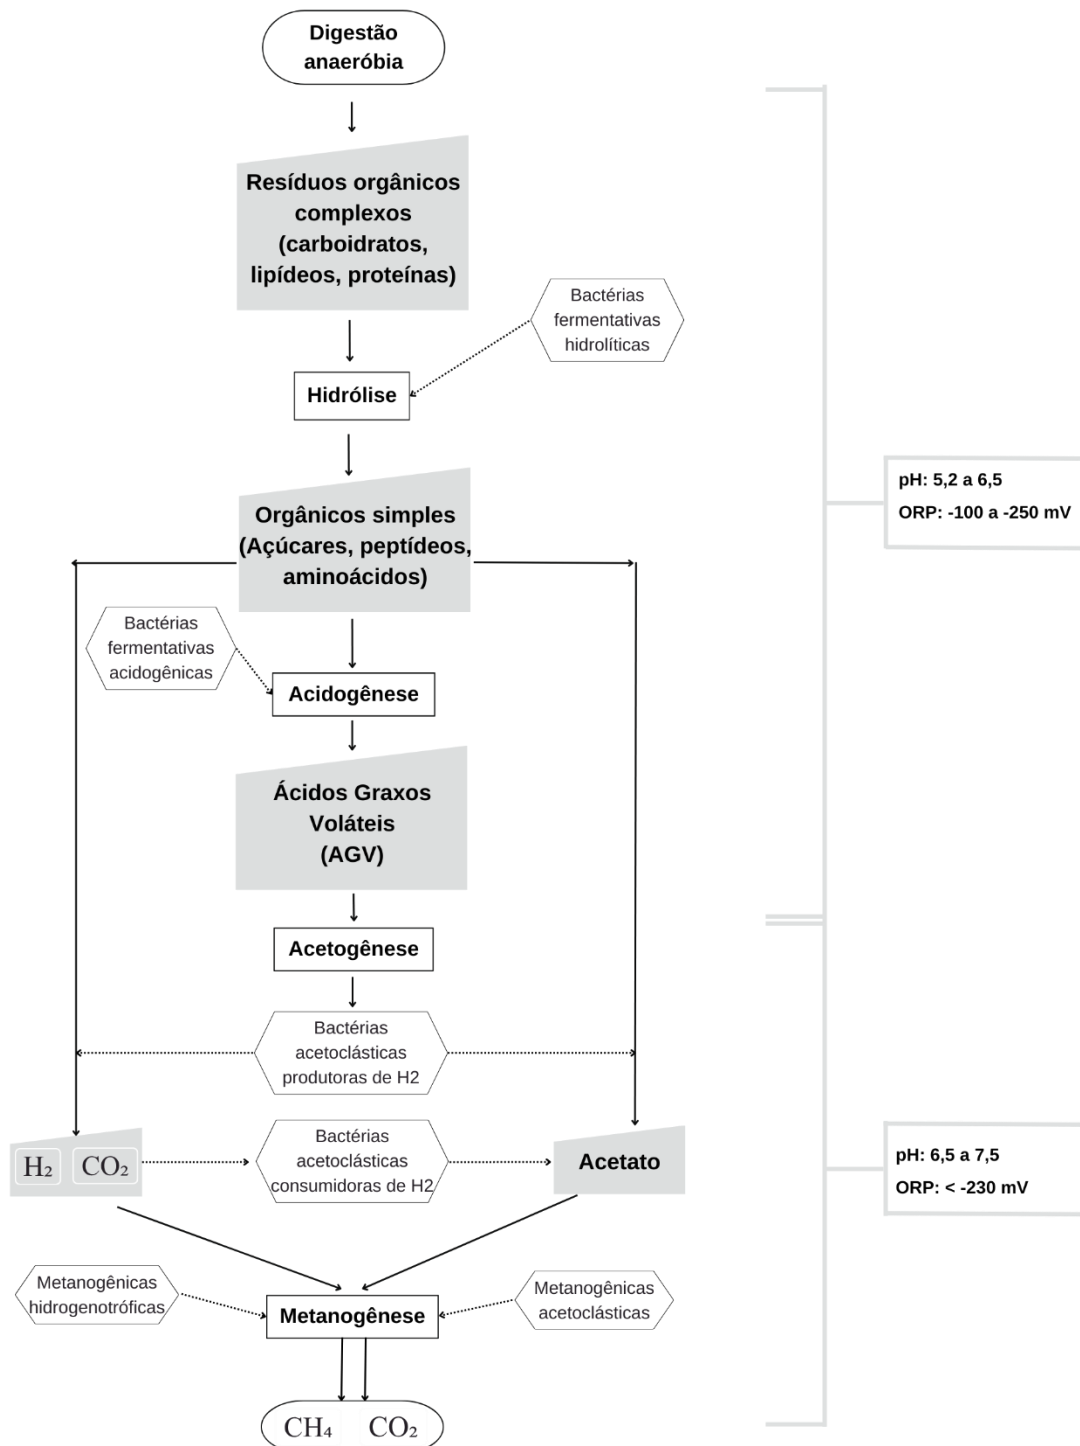 Digestão
anaeróbia
Resíduos orgânicos
complexos
(carboidratos,
lipídeos, proteínas)
Bactérias
fermentativas
hidrolíticas
Hidrólise
pH: 5,2 a 6,5
ORP: -100 a -250 mV
Orgânicos simples
(Açúcares, peptídeos,
aminoácidos)
Bactérias
fermentativas
acidogênicas
Acidogênese
Ácidos Graxos
Voláteis
(AGV)
Acetogênese
Bactérias
acetoclásticas
produtoras de H2
H₂ CO₂
Bactérias
acetoclásticas
consumidoras de H2
Acetato
pH: 6,5 a 7,5
ORP: < -230 mV
Metanogênicas
hidrogenotróficas
Metanogênese
Metanogênicas
acetoclásticas
CH₄ CO₂